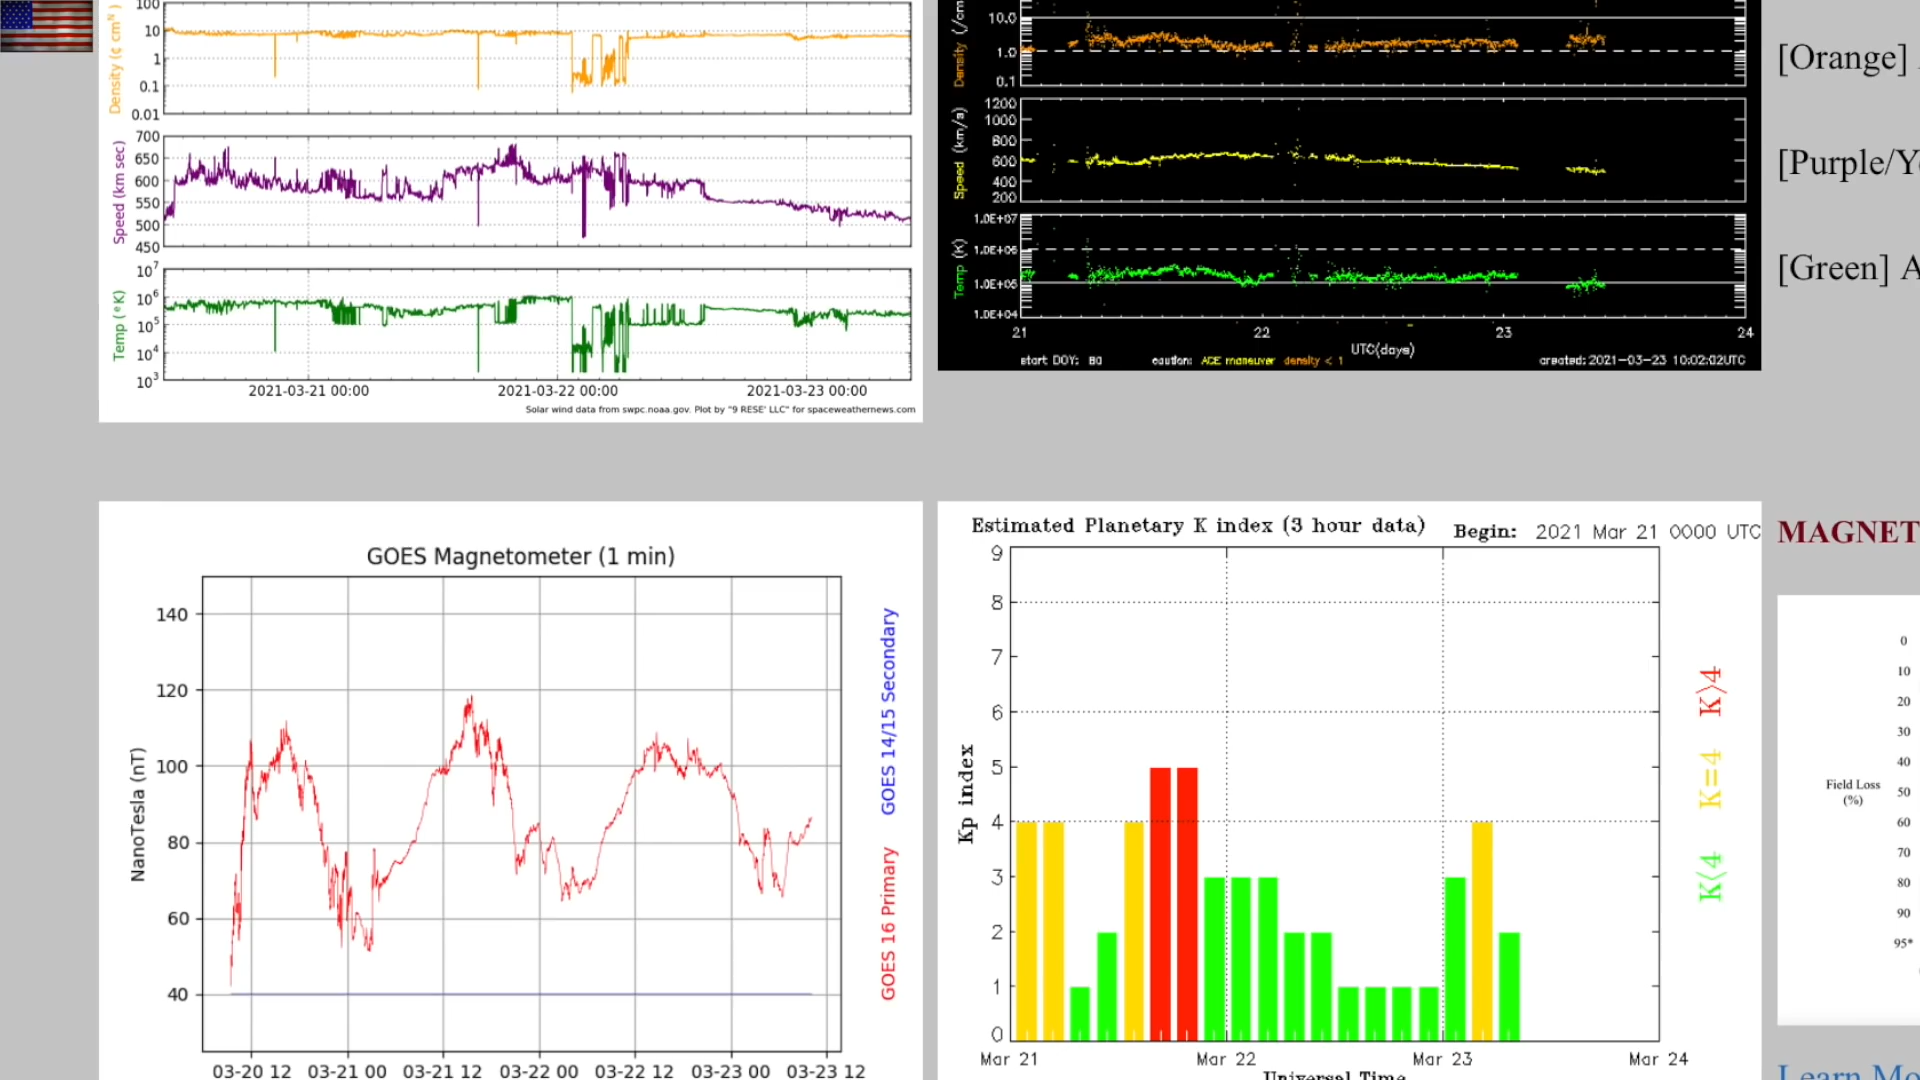 100
10
1
0.1
0.01
Density (¢ cmᴺ)
700
650
600
550
500
450
Speed (km sec)
10⁷
10⁶
10⁵
10⁴
10³
Temp (°K)
2021-03-21 00:00 2021-03-22 00:00 2021-03-23 00:00
Solar wind data from swpc.noaa.gov. Plot by "9 RESE' LLC" for spaceweathernews.com
10.0
1.0
0.1
Density (/cm
1200
1000
800
600
400
200
Speed (km/s)
1.0E+07
1.0E+06
1.0E+05
1.0E+04
Temp (K)
21 22 23 24
UTC(days)
start DOY: 80 caution: ACE maneuver density < 1 created: 2021-03-23 10:02:02UTC
[Orange]
[Purple/Y
[Green] A
GOES Magnetometer (1 min)
140
120
100
80
60
40
NanoTesla (nT)
GOES 14/15 Secondary
GOES 16 Primary
03-20 12 03-21 00 03-21 12 03-22 00 03-22 12 03-23 00 03-23 12
Estimated Planetary K index (3 hour data) Begin: 2021 Mar 21 0000 UTC
9
8
7
6
5
4
3
2
1
0
Kp index
K>4
K=4
K<4
Mar 21 Mar 22 Mar 23 Mar 24
Universal Time
MAGNET
0
10
20
30
40
Field Loss
(%)
50
60
70
80
90
95*
Learn Mo